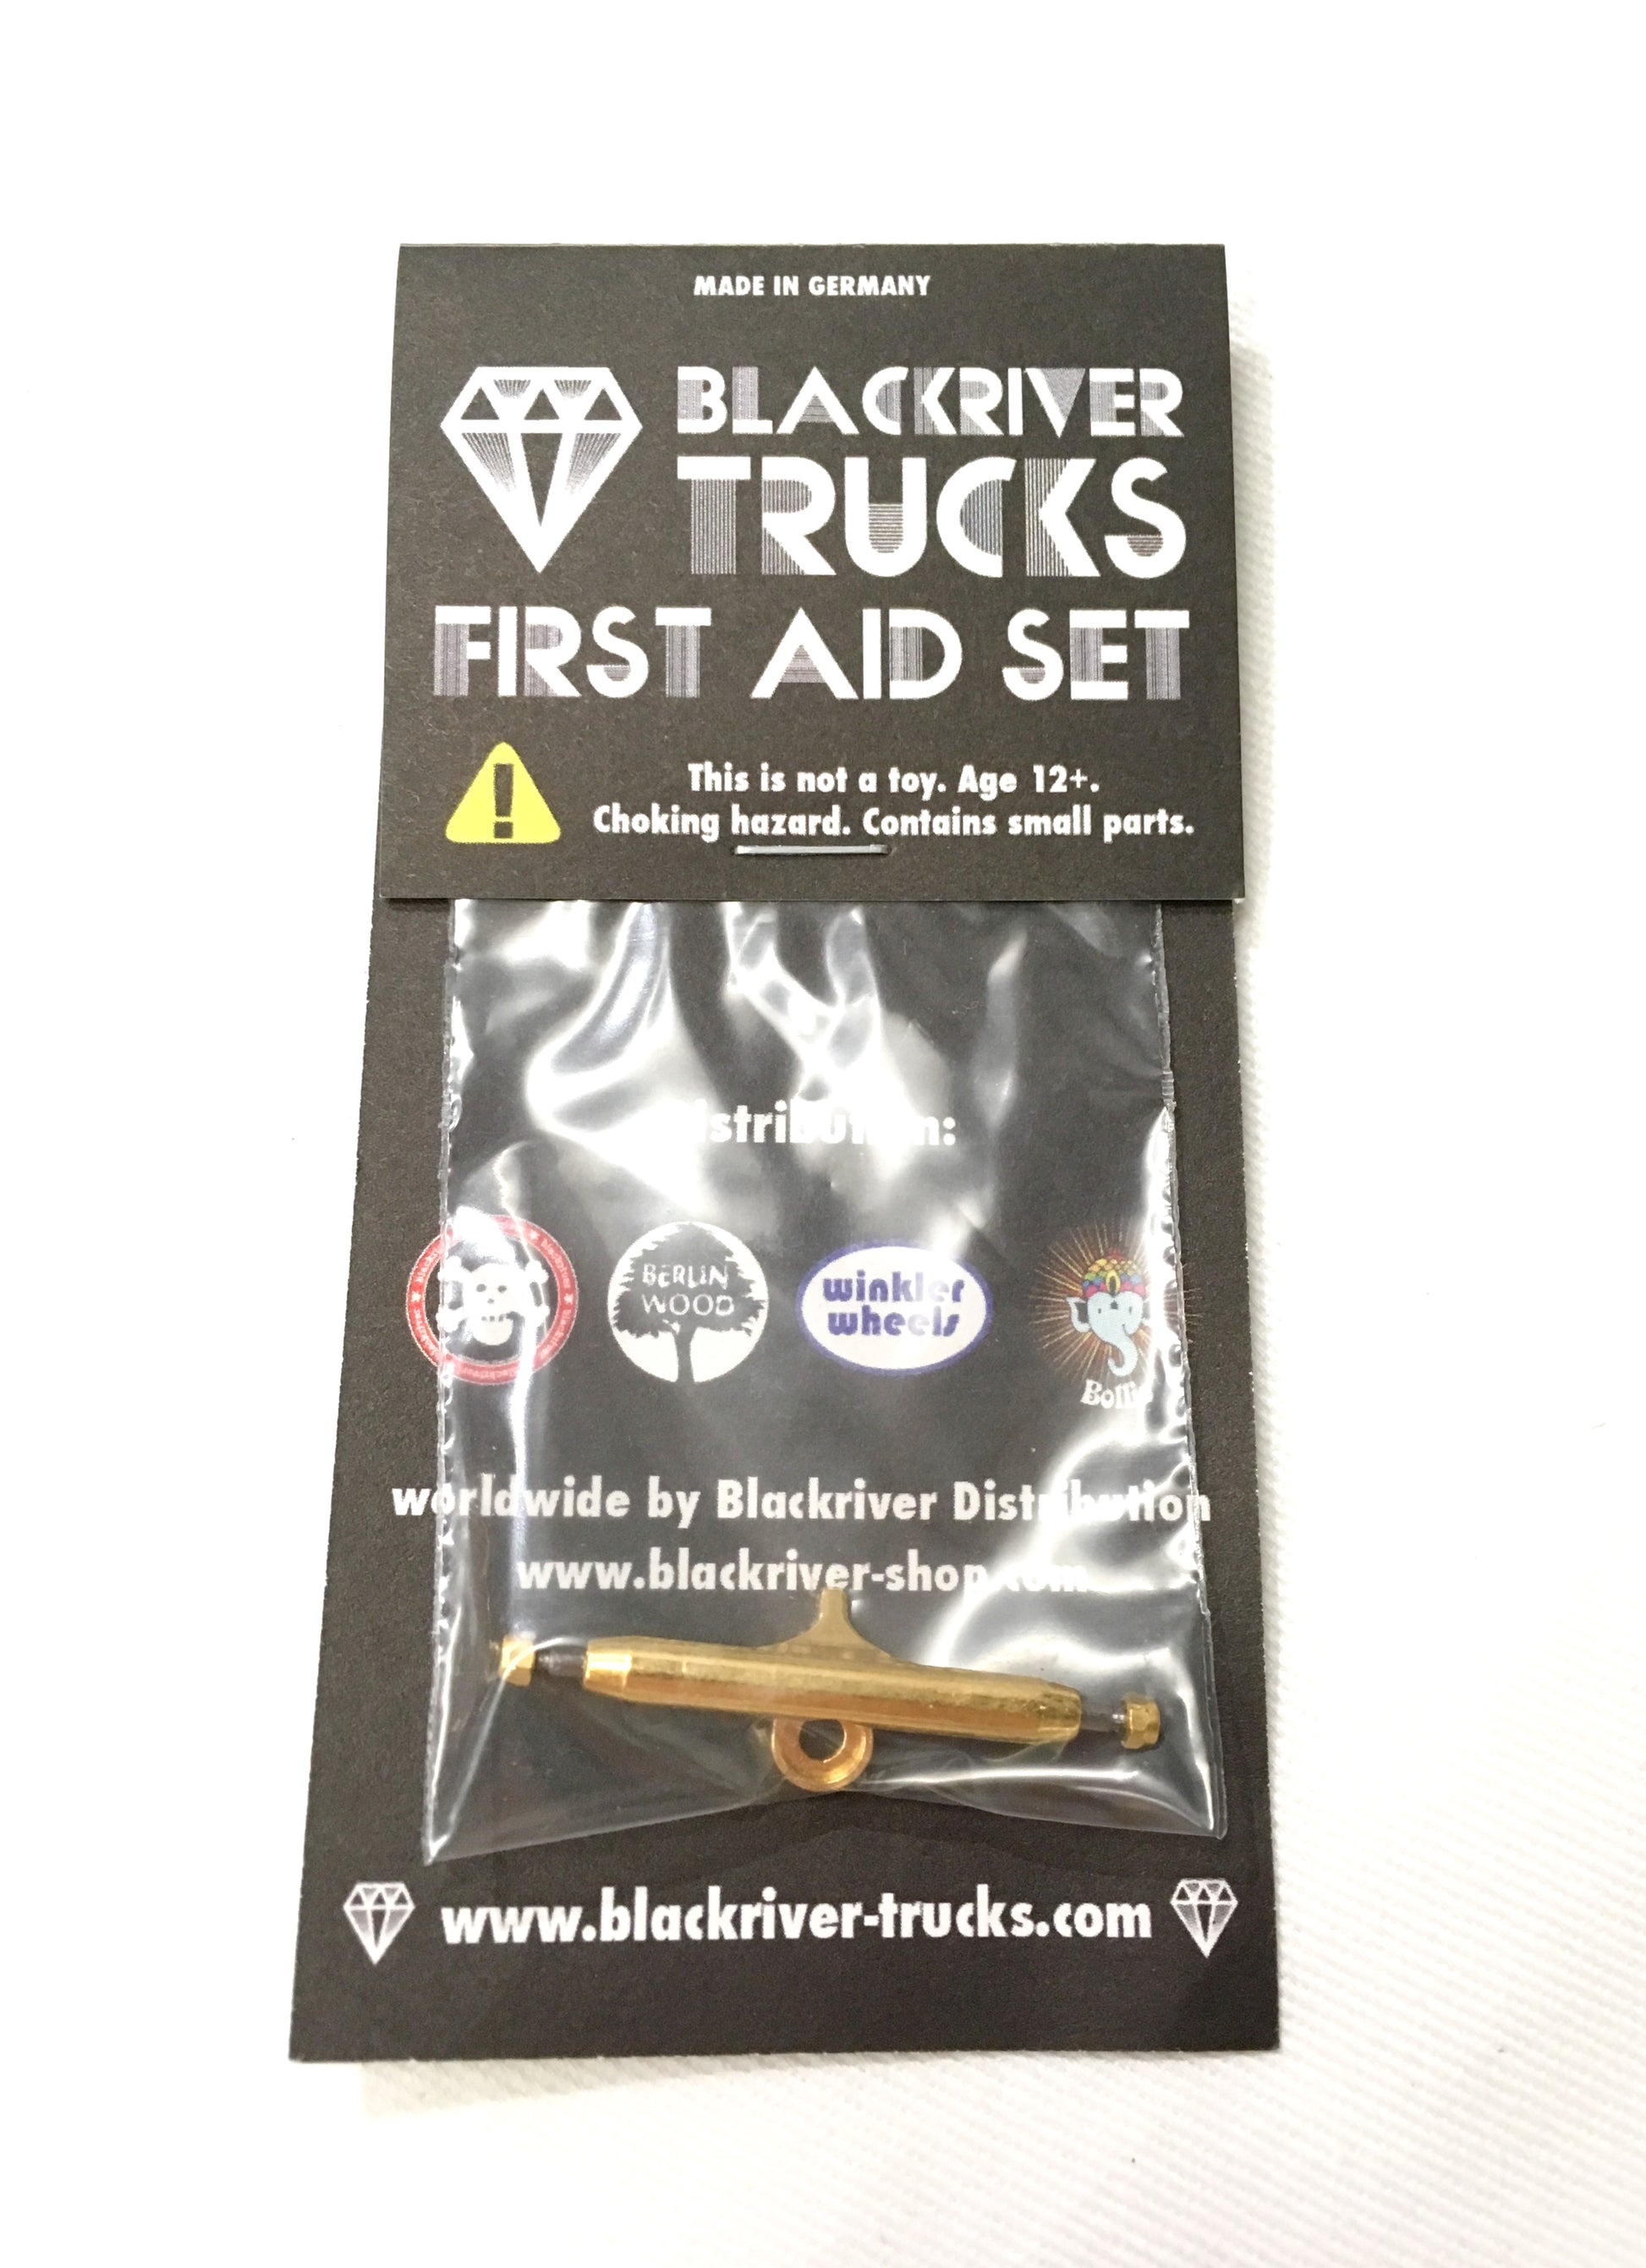 MADE IN GERMANY
BLACKRIVER
TRUCKS
FIRST AID SET
This is not a toy. Age 12+.
Choking hazard. Contains small parts.
BERLIN
WOOD
winkler
wheels
worldwide by Blackriver Distribution
www.blackriver-shop.com
www.blackriver-trucks.com